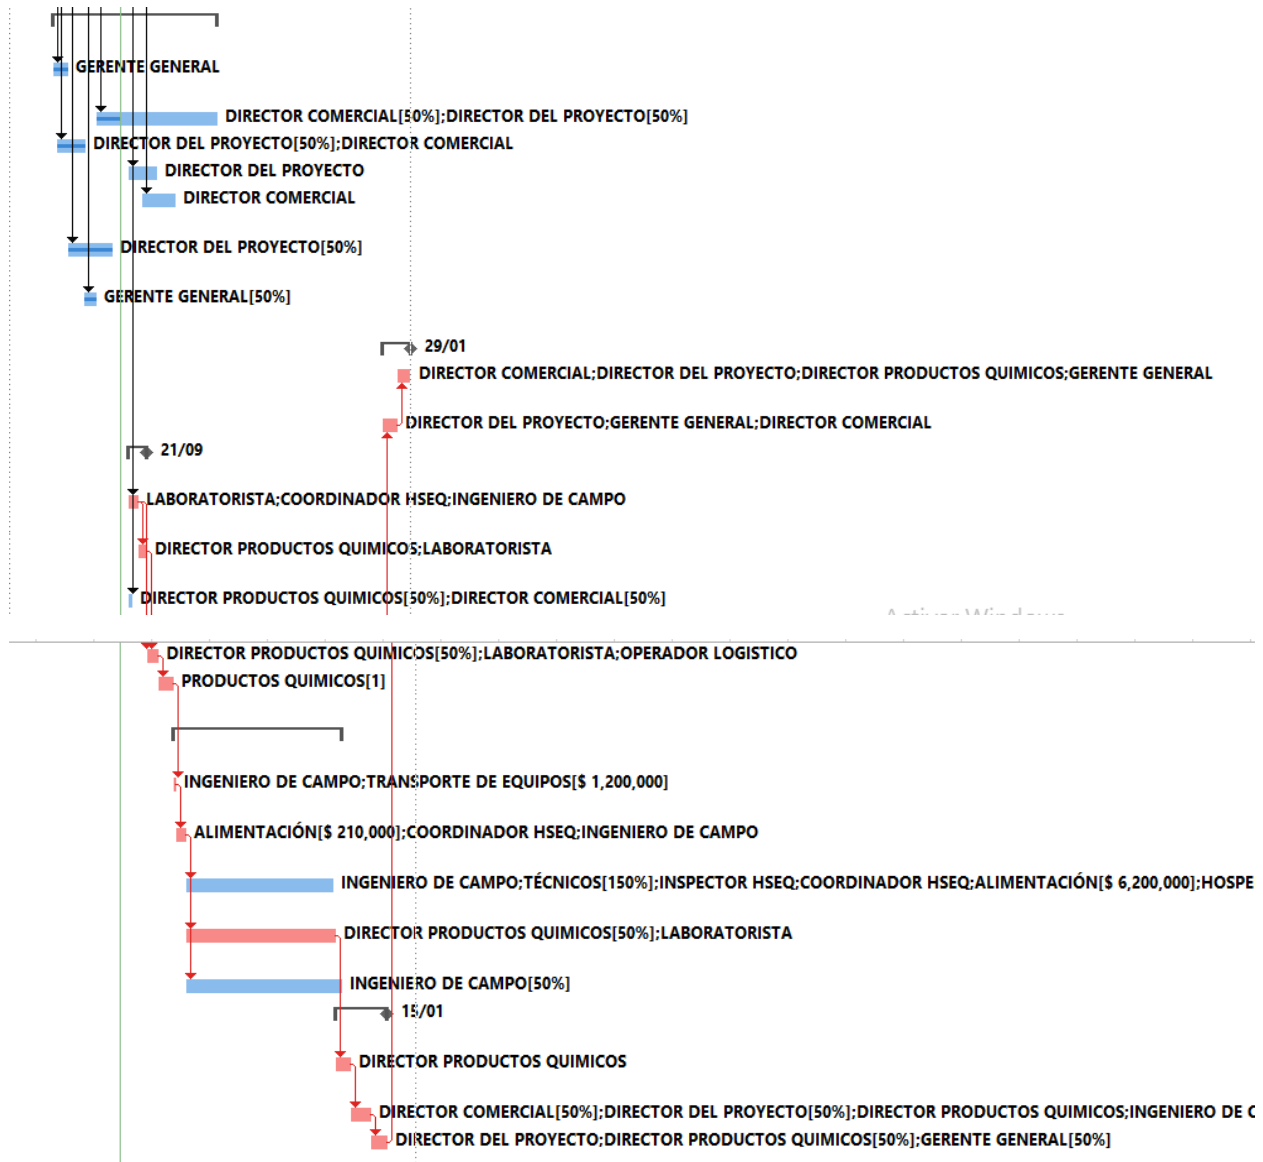 GERENTE GENERAL
DIRECTOR COMERCIAL[50%];DIRECTOR DEL PROYECTO[50%]
DIRECTOR DEL PROYECTO[50%];DIRECTOR COMERCIAL
DIRECTOR DEL PROYECTO
DIRECTOR COMERCIAL
DIRECTOR DEL PROYECTO[50%]
GERENTE GENERAL[50%]
29/01
DIRECTOR COMERCIAL;DIRECTOR DEL PROYECTO;DIRECTOR PRODUCTOS QUIMICOS;GERENTE GENERAL
DIRECTOR DEL PROYECTO;GERENTE GENERAL;DIRECTOR COMERCIAL
21/09
LABORATORISTA;COORDINADOR HSEQ;INGENIERO DE CAMPO
DIRECTOR PRODUCTOS QUIMICOS;LABORATORISTA
DIRECTOR PRODUCTOS QUIMICOS[50%];DIRECTOR COMERCIAL[50%]
Activar Windows
DIRECTOR PRODUCTOS QUIMICOS[50%];LABORATORISTA;OPERADOR LOGISTICO
PRODUCTOS QUIMICOS[1]
INGENIERO DE CAMPO;TRANSPORTE DE EQUIPOS[$ 1,200,000]
ALIMENTACIÓN[$ 210,000];COORDINADOR HSEQ;INGENIERO DE CAMPO
INGENIERO DE CAMPO;TÉCNICOS[150%];INSPECTOR HSEQ;COORDINADOR HSEQ;ALIMENTACIÓN[$ 6,200,000];HOSPE
DIRECTOR PRODUCTOS QUIMICOS[50%];LABORATORISTA
INGENIERO DE CAMPO[50%]
15/01
DIRECTOR PRODUCTOS QUIMICOS
DIRECTOR COMERCIAL[50%];DIRECTOR DEL PROYECTO[50%];DIRECTOR PRODUCTOS QUIMICOS;INGENIERO DE C
DIRECTOR DEL PROYECTO;DIRECTOR PRODUCTOS QUIMICOS[50%];GERENTE GENERAL[50%]